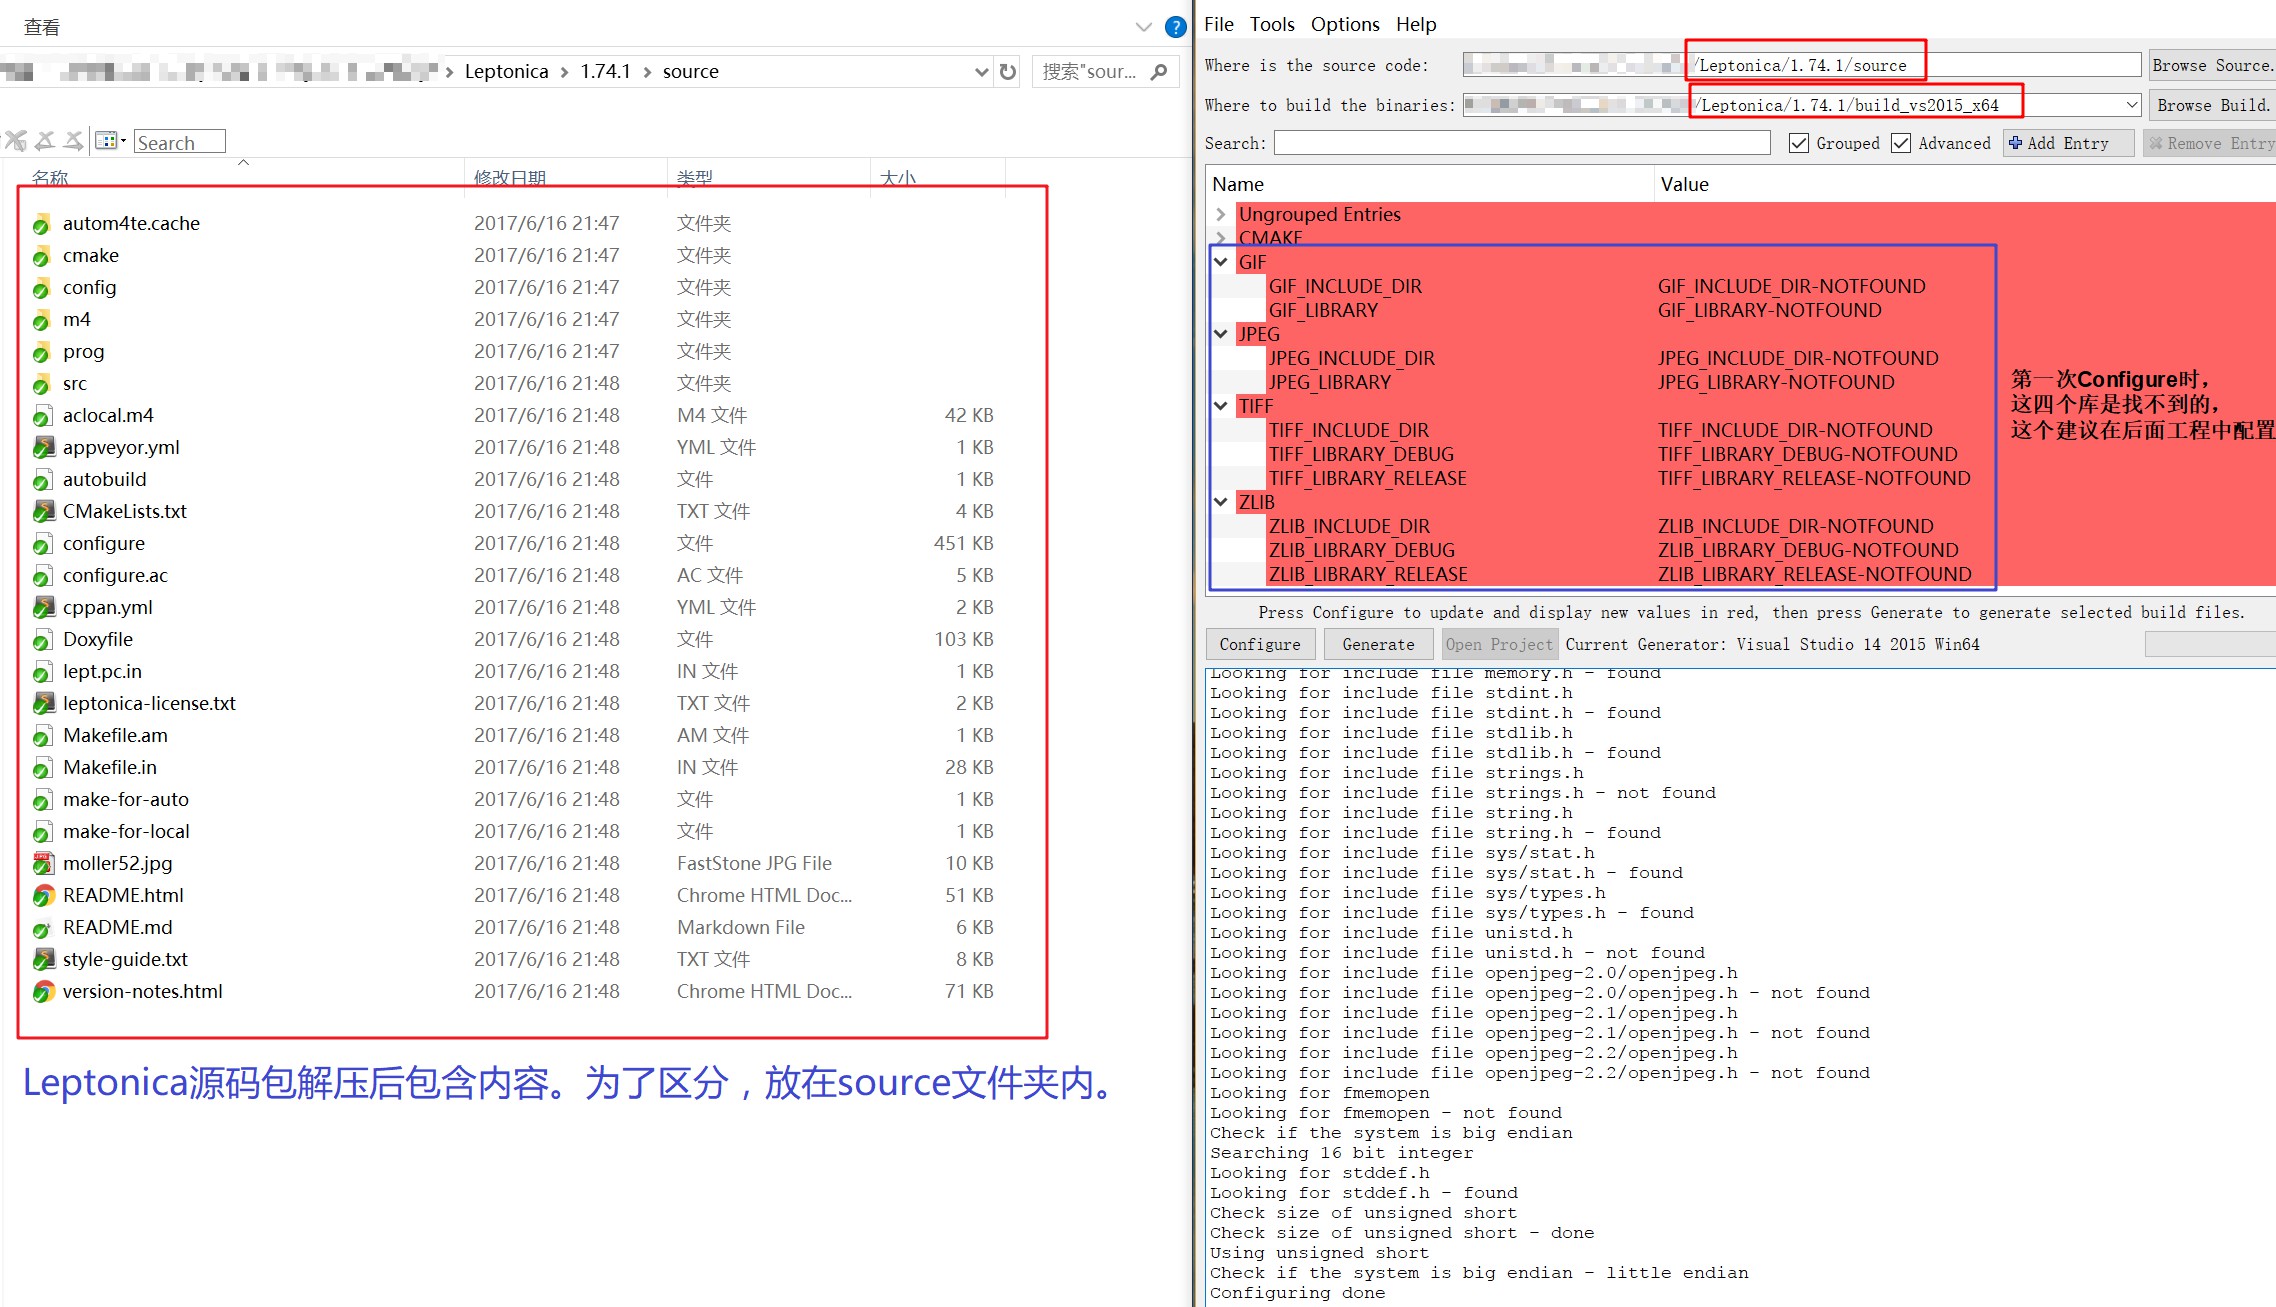 查看
Leptonica › 1.74.1 › source
搜索"sour...
Search
名称 修改日期 类型 大小
autom4te.cache 2017/6/16 21:47 文件夹
cmake 2017/6/16 21:47 文件夹
config 2017/6/16 21:47 文件夹
m4 2017/6/16 21:47 文件夹
prog 2017/6/16 21:47 文件夹
src 2017/6/16 21:48 文件夹
aclocal.m4 2017/6/16 21:48 M4 文件 42 KB
appveyor.yml 2017/6/16 21:48 YML 文件 1 KB
autobuild 2017/6/16 21:48 文件 1 KB
CMakeLists.txt 2017/6/16 21:48 TXT 文件 4 KB
configure 2017/6/16 21:48 文件 451 KB
configure.ac 2017/6/16 21:48 AC 文件 5 KB
cppan.yml 2017/6/16 21:48 YML 文件 2 KB
Doxyfile 2017/6/16 21:48 文件 103 KB
lept.pc.in 2017/6/16 21:48 IN 文件 1 KB
leptonica-license.txt 2017/6/16 21:48 TXT 文件 2 KB
Makefile.am 2017/6/16 21:48 AM 文件 1 KB
Makefile.in 2017/6/16 21:48 IN 文件 28 KB
make-for-auto 2017/6/16 21:48 文件 1 KB
make-for-local 2017/6/16 21:48 文件 1 KB
moller52.jpg 2017/6/16 21:48 FastStone JPG File 10 KB
README.html 2017/6/16 21:48 Chrome HTML Doc... 51 KB
README.md 2017/6/16 21:48 Markdown File 6 KB
style-guide.txt 2017/6/16 21:48 TXT 文件 8 KB
version-notes.html 2017/6/16 21:48 Chrome HTML Doc... 71 KB
Leptonica源码包解压后包含内容。为了区分，放在source文件夹内。
File Tools Options Help
Where is the source code: /Leptonica/1.74.1/source Browse Source.
Where to build the binaries: /Leptonica/1.74.1/build_vs2015_x64 Browse Build.
Search: Grouped Advanced Add Entry Remove Entry
Name Value
Ungrouped Entries
CMAKE
GIF
GIF_INCLUDE_DIR GIF_INCLUDE_DIR-NOTFOUND
GIF_LIBRARY GIF_LIBRARY-NOTFOUND
JPEG
JPEG_INCLUDE_DIR JPEG_INCLUDE_DIR-NOTFOUND
JPEG_LIBRARY JPEG_LIBRARY-NOTFOUND
TIFF
TIFF_INCLUDE_DIR TIFF_INCLUDE_DIR-NOTFOUND
TIFF_LIBRARY_DEBUG TIFF_LIBRARY_DEBUG-NOTFOUND
TIFF_LIBRARY_RELEASE TIFF_LIBRARY_RELEASE-NOTFOUND
ZLIB
ZLIB_INCLUDE_DIR ZLIB_INCLUDE_DIR-NOTFOUND
ZLIB_LIBRARY_DEBUG ZLIB_LIBRARY_DEBUG-NOTFOUND
ZLIB_LIBRARY_RELEASE ZLIB_LIBRARY_RELEASE-NOTFOUND
第一次Configure时，
这四个库是找不到的，
这个建议在后面工程中配置
Press Configure to update and display new values in red, then press Generate to generate selected build files.
Configure Generate Open Project Current Generator: Visual Studio 14 2015 Win64
Looking for include file memory.h - found
Looking for include file stdint.h
Looking for include file stdint.h - found
Looking for include file stdlib.h
Looking for include file stdlib.h - found
Looking for include file strings.h
Looking for include file strings.h - not found
Looking for include file string.h
Looking for include file string.h - found
Looking for include file sys/stat.h
Looking for include file sys/stat.h - found
Looking for include file sys/types.h
Looking for include file sys/types.h - found
Looking for include file unistd.h
Looking for include file unistd.h - not found
Looking for include file openjpeg-2.0/openjpeg.h
Looking for include file openjpeg-2.0/openjpeg.h - not found
Looking for include file openjpeg-2.1/openjpeg.h
Looking for include file openjpeg-2.1/openjpeg.h - not found
Looking for include file openjpeg-2.2/openjpeg.h
Looking for include file openjpeg-2.2/openjpeg.h - not found
Looking for fmemopen
Looking for fmemopen - not found
Check if the system is big endian
Searching 16 bit integer
Looking for stddef.h
Looking for stddef.h - found
Check size of unsigned short
Check size of unsigned short - done
Using unsigned short
Check if the system is big endian - little endian
Configuring done